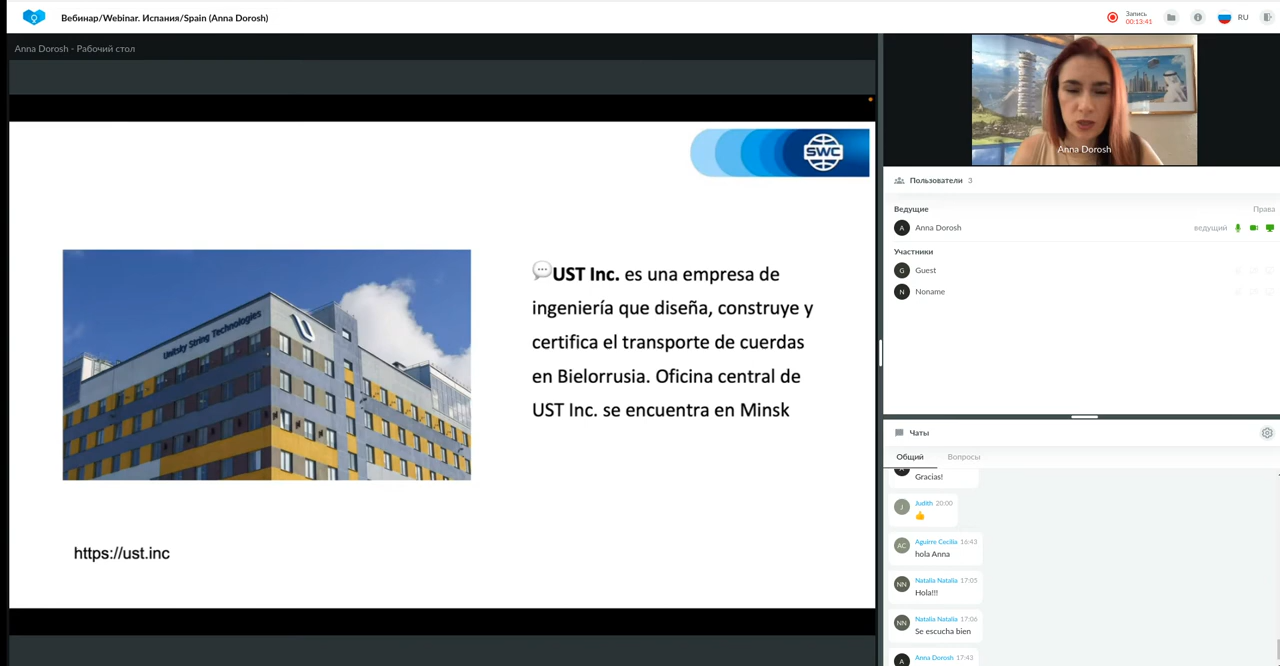 Вебинар/Webinar. Испания/Spain (Anna Dorosh)
Запись
00:13:41
RU
Anna Dorosh - Рабочий стол
SWC
Unitsky String Technologies
UST Inc. es una empresa de
ingeniería que diseña, construye y
certifica el transporte de cuerdas
en Bielorrusia. Oficina central de
UST Inc. se encuentra en Minsk
https://ust.inc
Anna Dorosh
Пользователи 3
Ведущие Права
A Anna Dorosh ведущий
Участники
G Guest
N Noname
Чаты
Общий Вопросы
Gracias!
J Judith 20:00
AC Aguirre Cecilia 16:43
hola Anna
NN Natalia Natalia 17:05
Hola!!!
NN Natalia Natalia 17:06
Se escucha bien
A Anna Dorosh 17:43